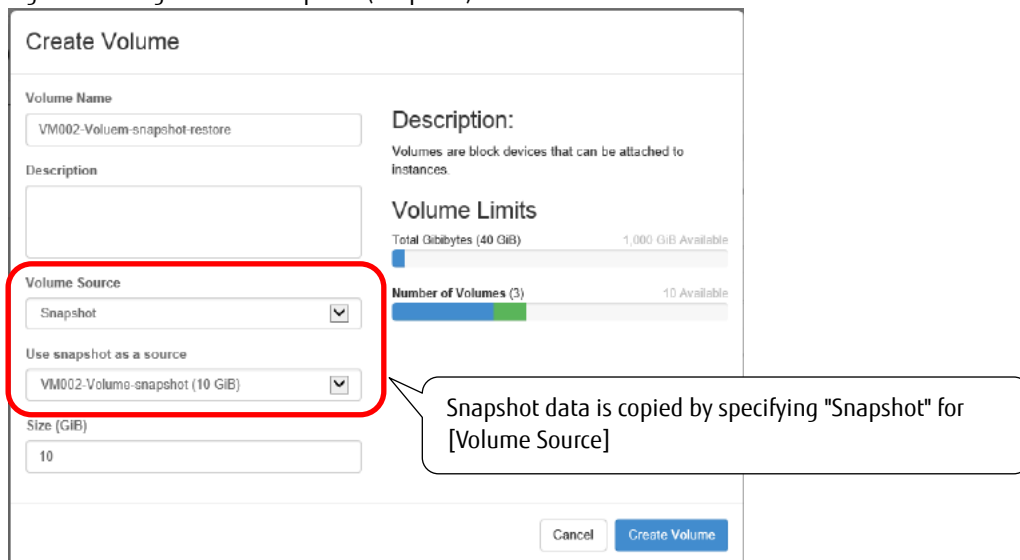 Create Volume
Volume Name
VM002-Voluem-snapshot-restore
Description
Volume Source
Snapshot
Use snapshot as a source
VM002-Volume-snapshot (10 GiB)
Size (GiB)
10
Description:
Volumes are block devices that can be attached to
instances.
Volume Limits
Total Gibibytes (40 GiB) 1,000 GiB Available
Number of Volumes (3) 10 Available
Snapshot data is copied by specifying "Snapshot" for
[Volume Source]
Cancel Create Volume